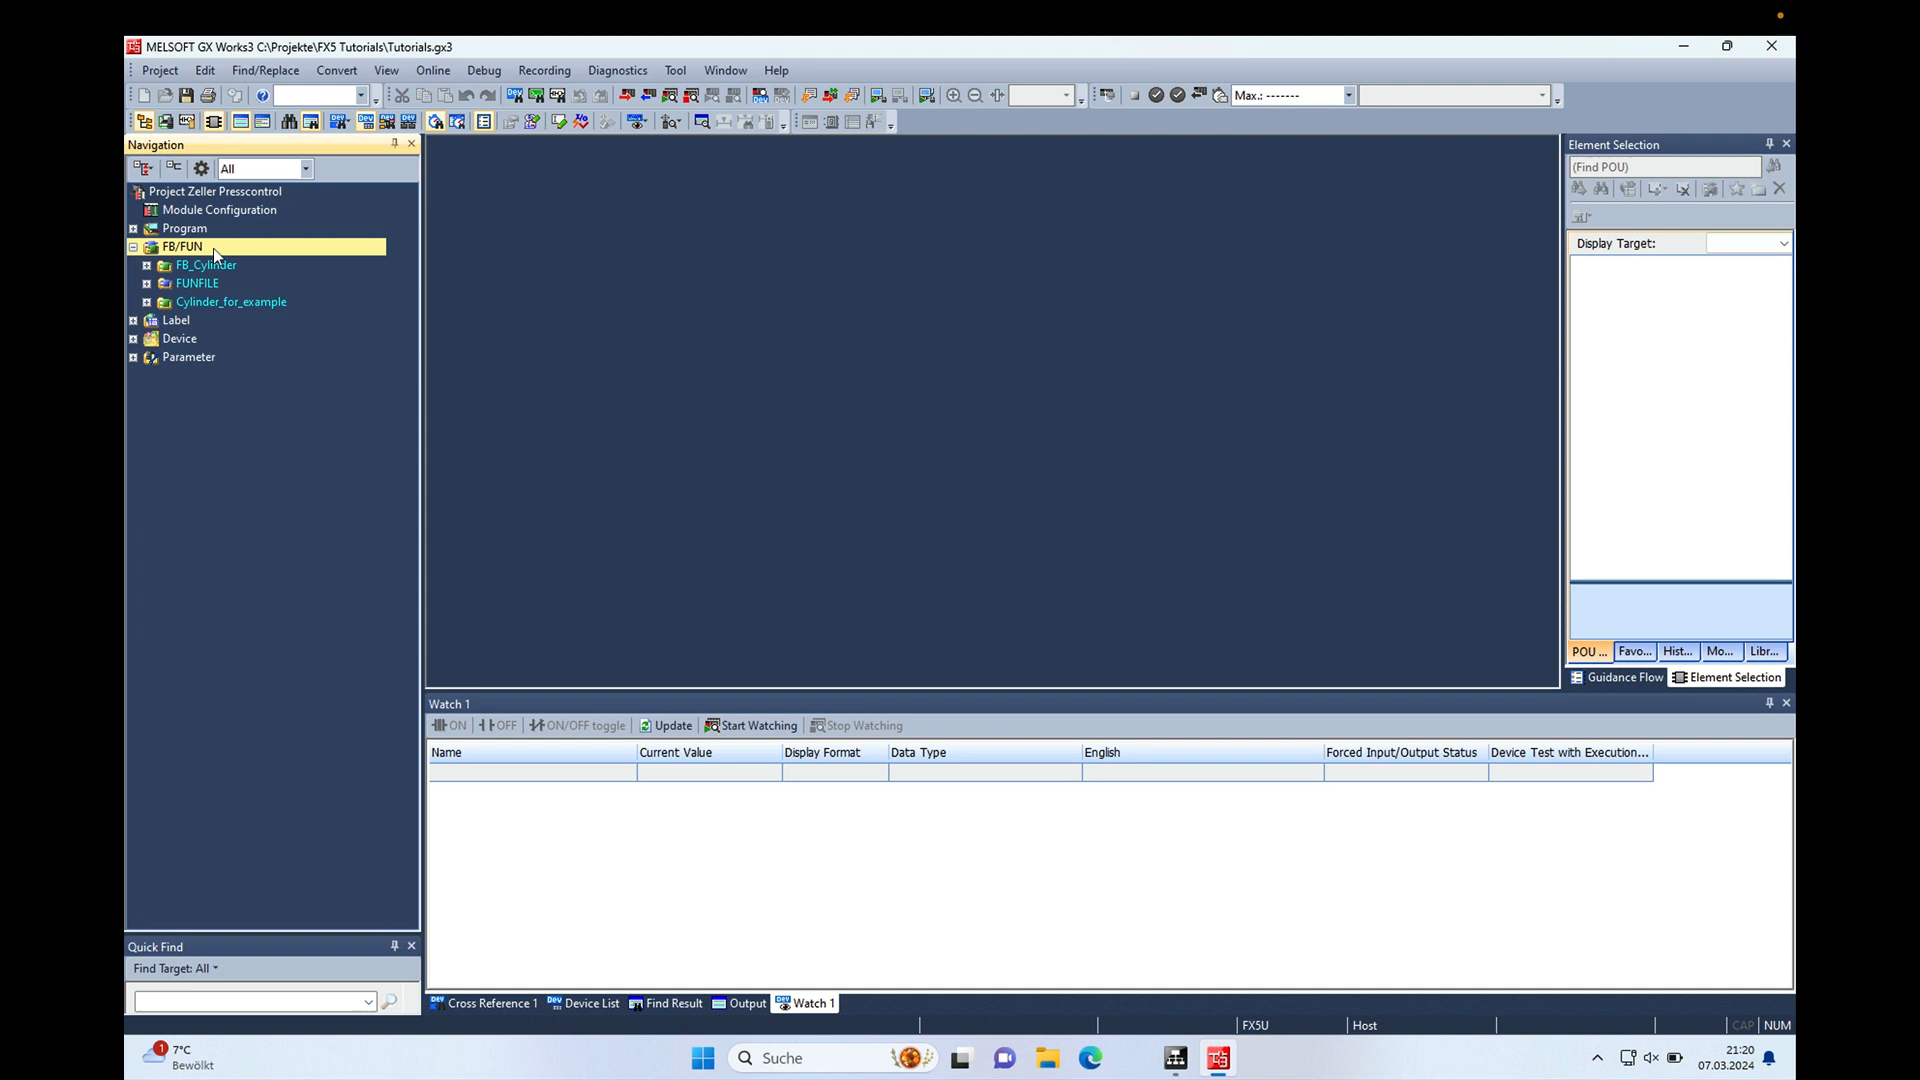 MELSOFT GX Works3 C:\Projekte\FX5 Tutorials\Tutorials.gx3
Project Edit Find/Replace Convert View Online Debug Recording Diagnostics Tool Window Help
Max.: -------
Navigation
All
Project Zeller Presscontrol
Module Configuration
Program
FB/FUN
FB_Cylinder
FUNFILE
Cylinder_for_example
Label
Device
Parameter
Element Selection
(Find POU)
Display Target:
POU ... Favo... Hist... Mo... Libr...
Guidance Flow Element Selection
Watch 1
ON OFF ON/OFF toggle Update Start Watching Stop Watching
Name Current Value Display Format Data Type English Forced Input/Output Status Device Test with Execution...
Quick Find
Find Target: All
Cross Reference 1 Device List Find Result Output Watch 1
FX5U Host CAP NUM
1
7°C
Bewölkt
Suche
21:20
07.03.2024